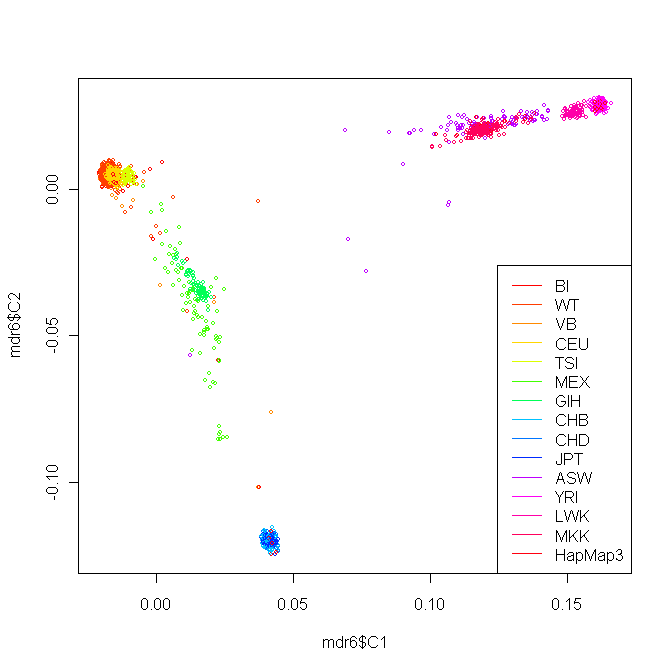 0.00
-0.05
-0.10
mdr6$C2
0.00 0.05 0.10 0.15
mdr6$C1
BI
WT
VB
CEU
TSI
MEX
GIH
CHB
CHD
JPT
ASW
YRI
LWK
MKK
HapMap3